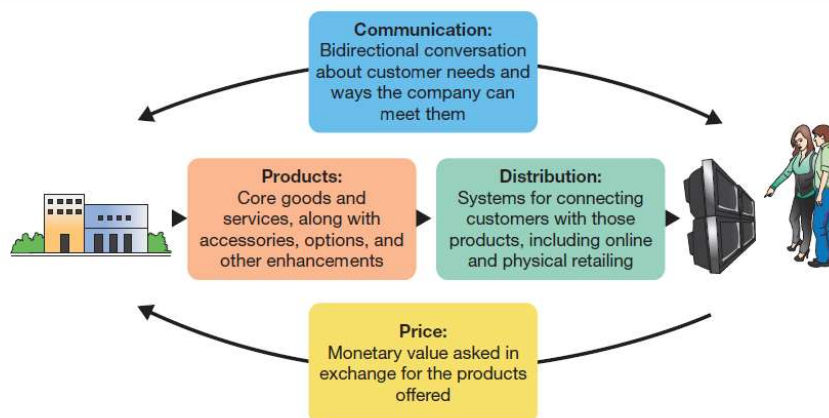 Communication:
Bidirectional conversation
about customer needs and
ways the company can
meet them
Products:
Core goods and
services, along with
accessories, options, and
other enhancements
Distribution:
Systems for connecting
customers with those
products, including online
and physical retailing
Price:
Monetary value asked in
exchange for the products
offered